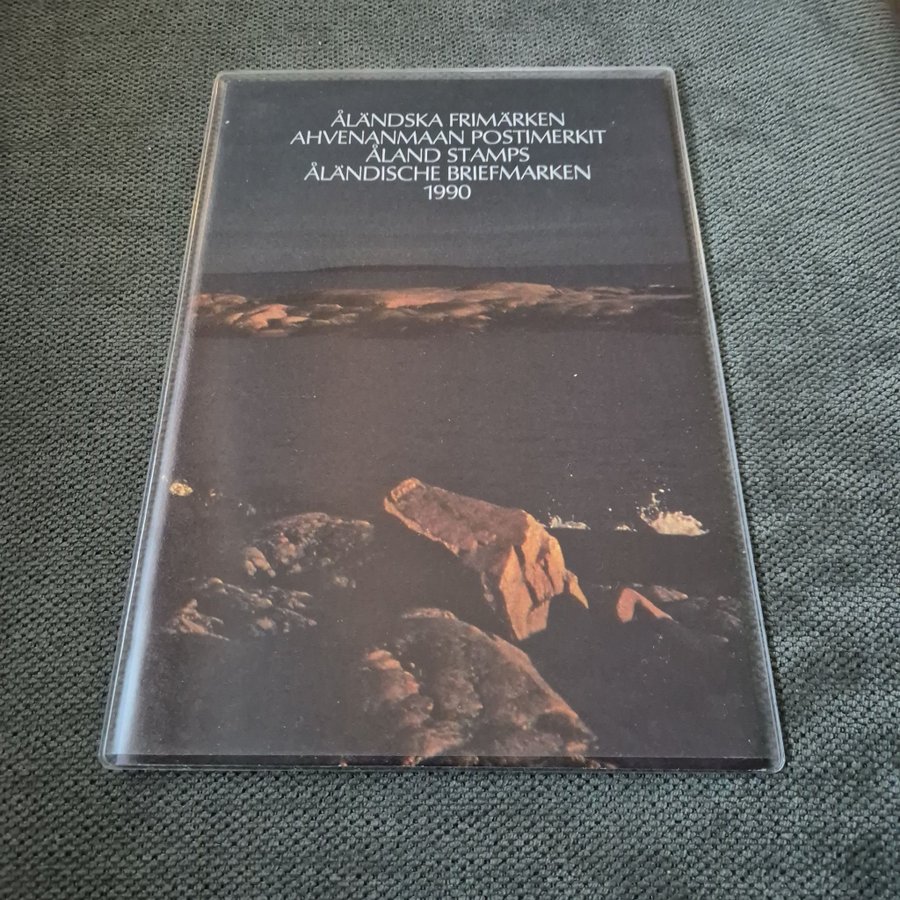 ÅLÄNDSKA FRIMÄRKEN
AHVENANMAAN POSTIMERKIT
ÅLAND STAMPS
ÅLÄNDISCHE BRIEFMARKEN
1990